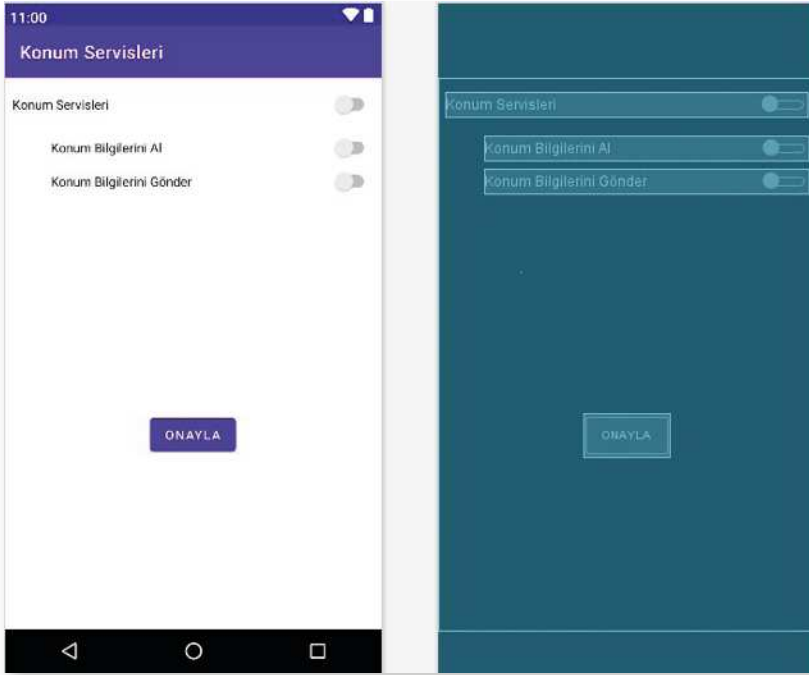 11:00
Konum Servisleri
Konum Servisleri
Konum Bilgilerini Al
Konum Bilgilerini Gönder
ONAYLA
Konum Servisleri
Konum Bilgilerini Al
Konum Bilgilerini Gönder
ONAYLA